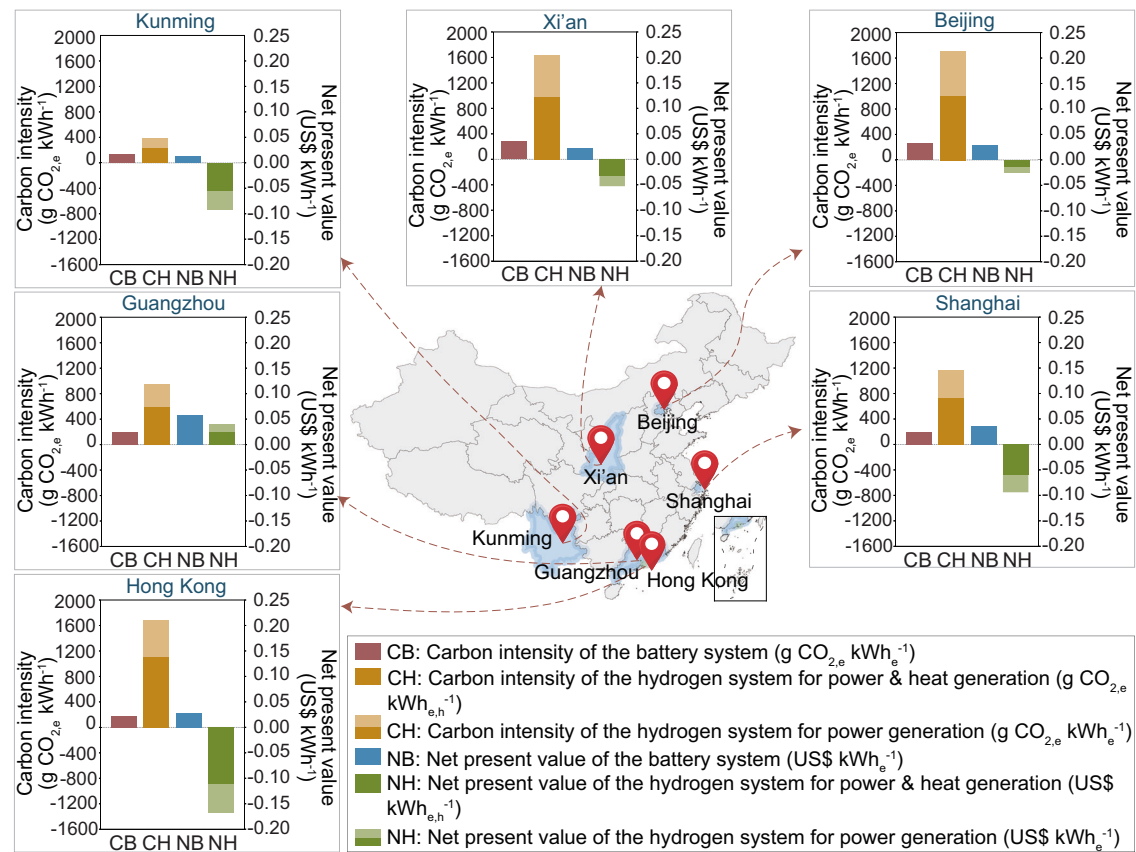 Kunming
2000
1600
1200
800
400
0
-400
-800
-1200
-1600
Carbon intensity
(g CO2,e kWh-1)
0.25
0.20
0.15
0.10
0.05
0.00
-0.05
-0.10
-0.15
-0.20
Net present value
(US$ kWh-1)
CB CH NB NH
Xi'an
2000
1600
1200
800
400
0
-400
-800
-1200
-1600
Carbon intensity
(g CO2,e kWh-1)
0.25
0.20
0.15
0.10
0.05
0.00
-0.05
-0.10
-0.15
-0.20
Net present value
(US$ kWh-1)
CB CH NB NH
Beijing
2000
1600
1200
800
400
0
-400
-800
-1200
-1600
Carbon intensity
(g CO2,e kWh-1)
0.25
0.20
0.15
0.10
0.05
0.00
-0.05
-0.10
-0.15
-0.20
Net present value
(US$ kWh-1)
CB CH NB NH
Guangzhou
2000
1600
1200
800
400
0
-400
-800
-1200
-1600
Carbon intensity
(g CO2,e kWh-1)
0.25
0.20
0.15
0.10
0.05
0.00
-0.05
-0.10
-0.15
-0.20
Net present value
(US$ kWh-1)
CB CH NB NH
Beijing
Xi'an
Shanghai
Kunming
Guangzhou
Hong Kong
Shanghai
2000
1600
1200
800
400
0
-400
-800
-1200
-1600
Carbon intensity
(g CO2,e kWh-1)
0.25
0.20
0.15
0.10
0.05
0.00
-0.05
-0.10
-0.15
-0.20
Net present value
(US$ kWh-1)
CB CH NB NH
Hong Kong
2000
1600
1200
800
400
0
-400
-800
-1200
-1600
Carbon intensity
(g CO2,e kWh-1)
0.25
0.20
0.15
0.10
0.05
0.00
-0.05
-0.10
-0.15
-0.20
Net present value
(US$ kWh-1)
CB CH NB NH
CB: Carbon intensity of the battery system (g CO2,e kWhe-1)
CH: Carbon intensity of the hydrogen system for power & heat generation (g CO2,e
kWhe,h-1)
CH: Carbon intensity of the hydrogen system for power generation (g CO2,e kWhe-1)
NB: Net present value of the battery system (US$ kWhe-1)
NH: Net present value of the hydrogen system for power & heat generation (US$
kWhe,h-1)
NH: Net present value of the hydrogen system for power generation (US$ kWhe-1)